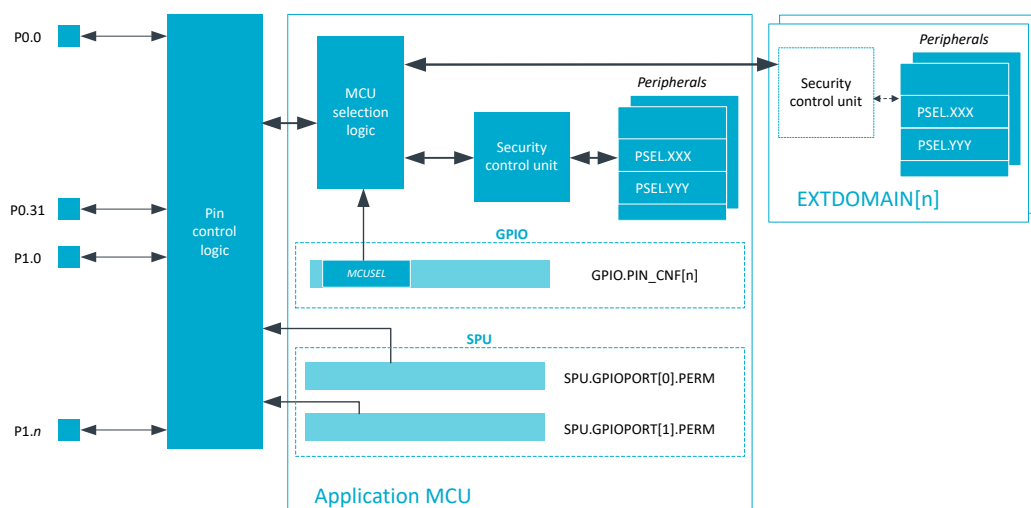 P0.0
P0.31
P1.0
P1.n
Pin
control
logic
MCU
selection
logic
Security
control unit
Peripherals
PSEL.XXX
PSEL.YYY
GPIO
MCUSEL
GPIO.PIN_CNF[n]
SPU
SPU.GPIOPORT[0].PERM
SPU.GPIOPORT[1].PERM
Application MCU
Security
control unit
Peripherals
PSEL.XXX
PSEL.YYY
EXTDOMAIN[n]